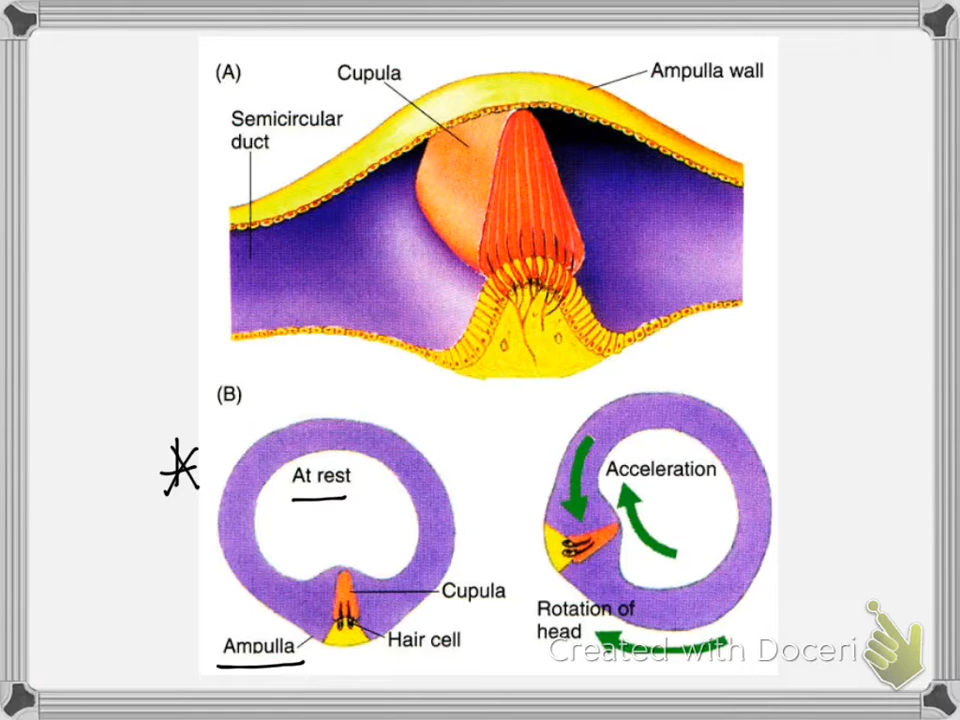 (A)
Cupula
Ampulla wall
Semicircular
duct
(B)
At rest
Acceleration
Cupula
Hair cell
Ampulla
Rotation of
head
Created with Doceri